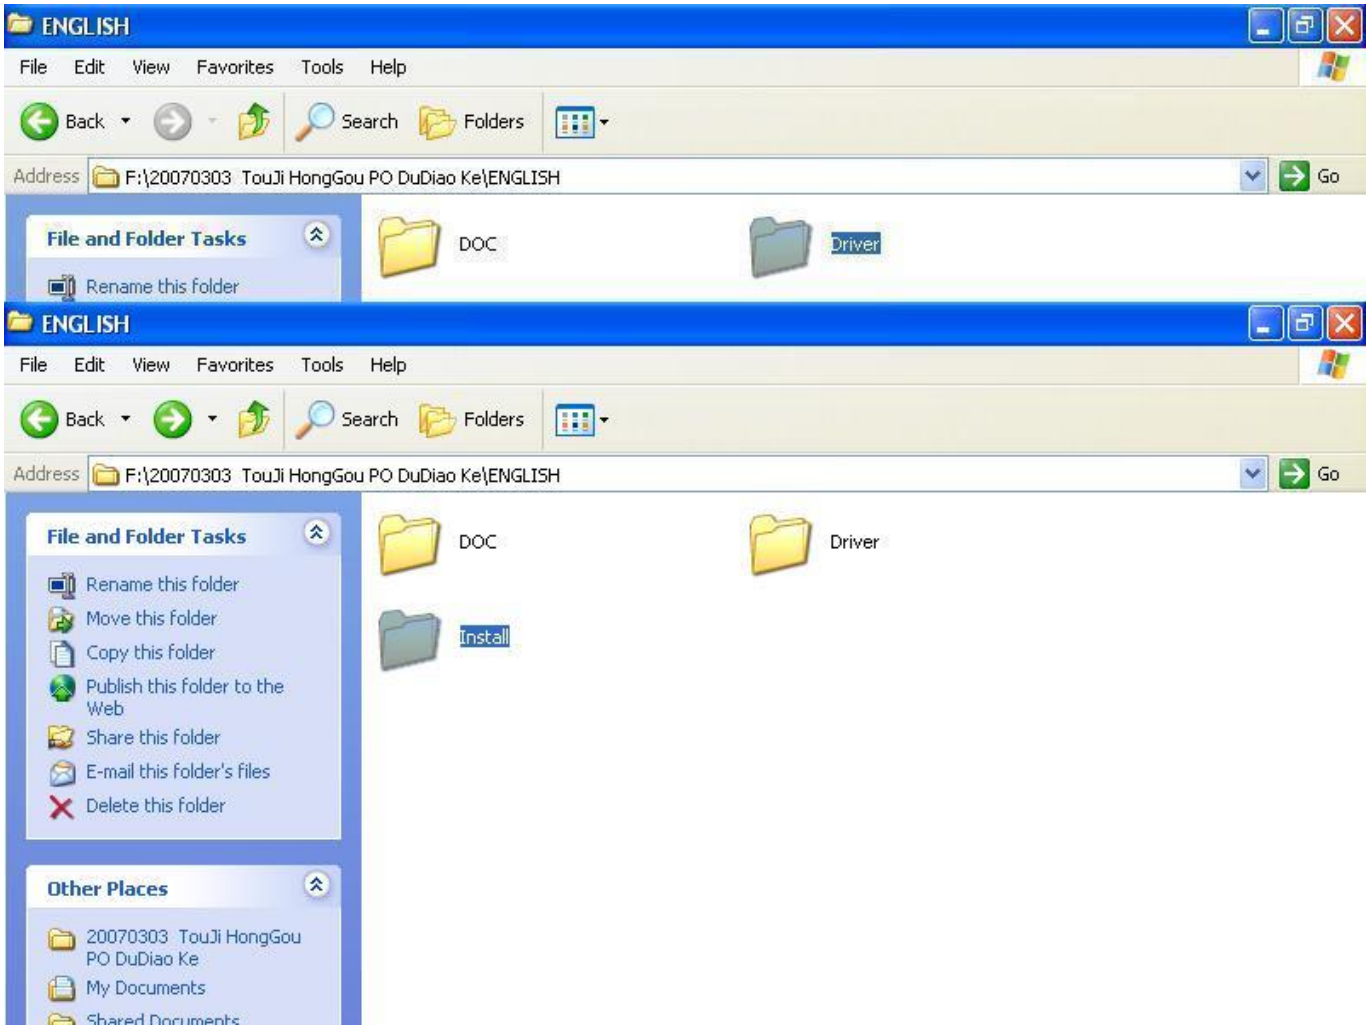 ENGLISH
File Edit View Favorites Tools Help
Back Search Folders
Address F:\20070303 TouJi HongGou PO DuDiao Ke\ENGLISH Go
File and Folder Tasks
Rename this folder
DOC Driver
ENGLISH
File Edit View Favorites Tools Help
Back Search Folders
Address F:\20070303 TouJi HongGou PO DuDiao Ke\ENGLISH Go
File and Folder Tasks
Rename this folder
Move this folder
Copy this folder
Publish this folder to the
Web
Share this folder
E-mail this folder's files
Delete this folder
Other Places
20070303 TouJi HongGou
PO DuDiao Ke
My Documents
Shared Documents
DOC Driver
Install